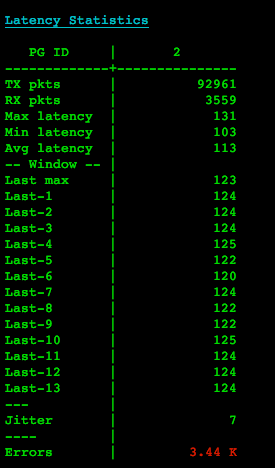 Latency Statistics
PG ID | 2
-------------+---------------
TX pkts | 92961
RX pkts | 3559
Max latency | 131
Min latency | 103
Avg latency | 113
-- Window -- |
Last max | 123
Last-1 | 124
Last-2 | 124
Last-3 | 124
Last-4 | 125
Last-5 | 122
Last-6 | 120
Last-7 | 124
Last-8 | 122
Last-9 | 122
Last-10 | 125
Last-11 | 124
Last-12 | 124
Last-13 | 124
--- |
Jitter | 7
---- |
Errors | 3.44 K